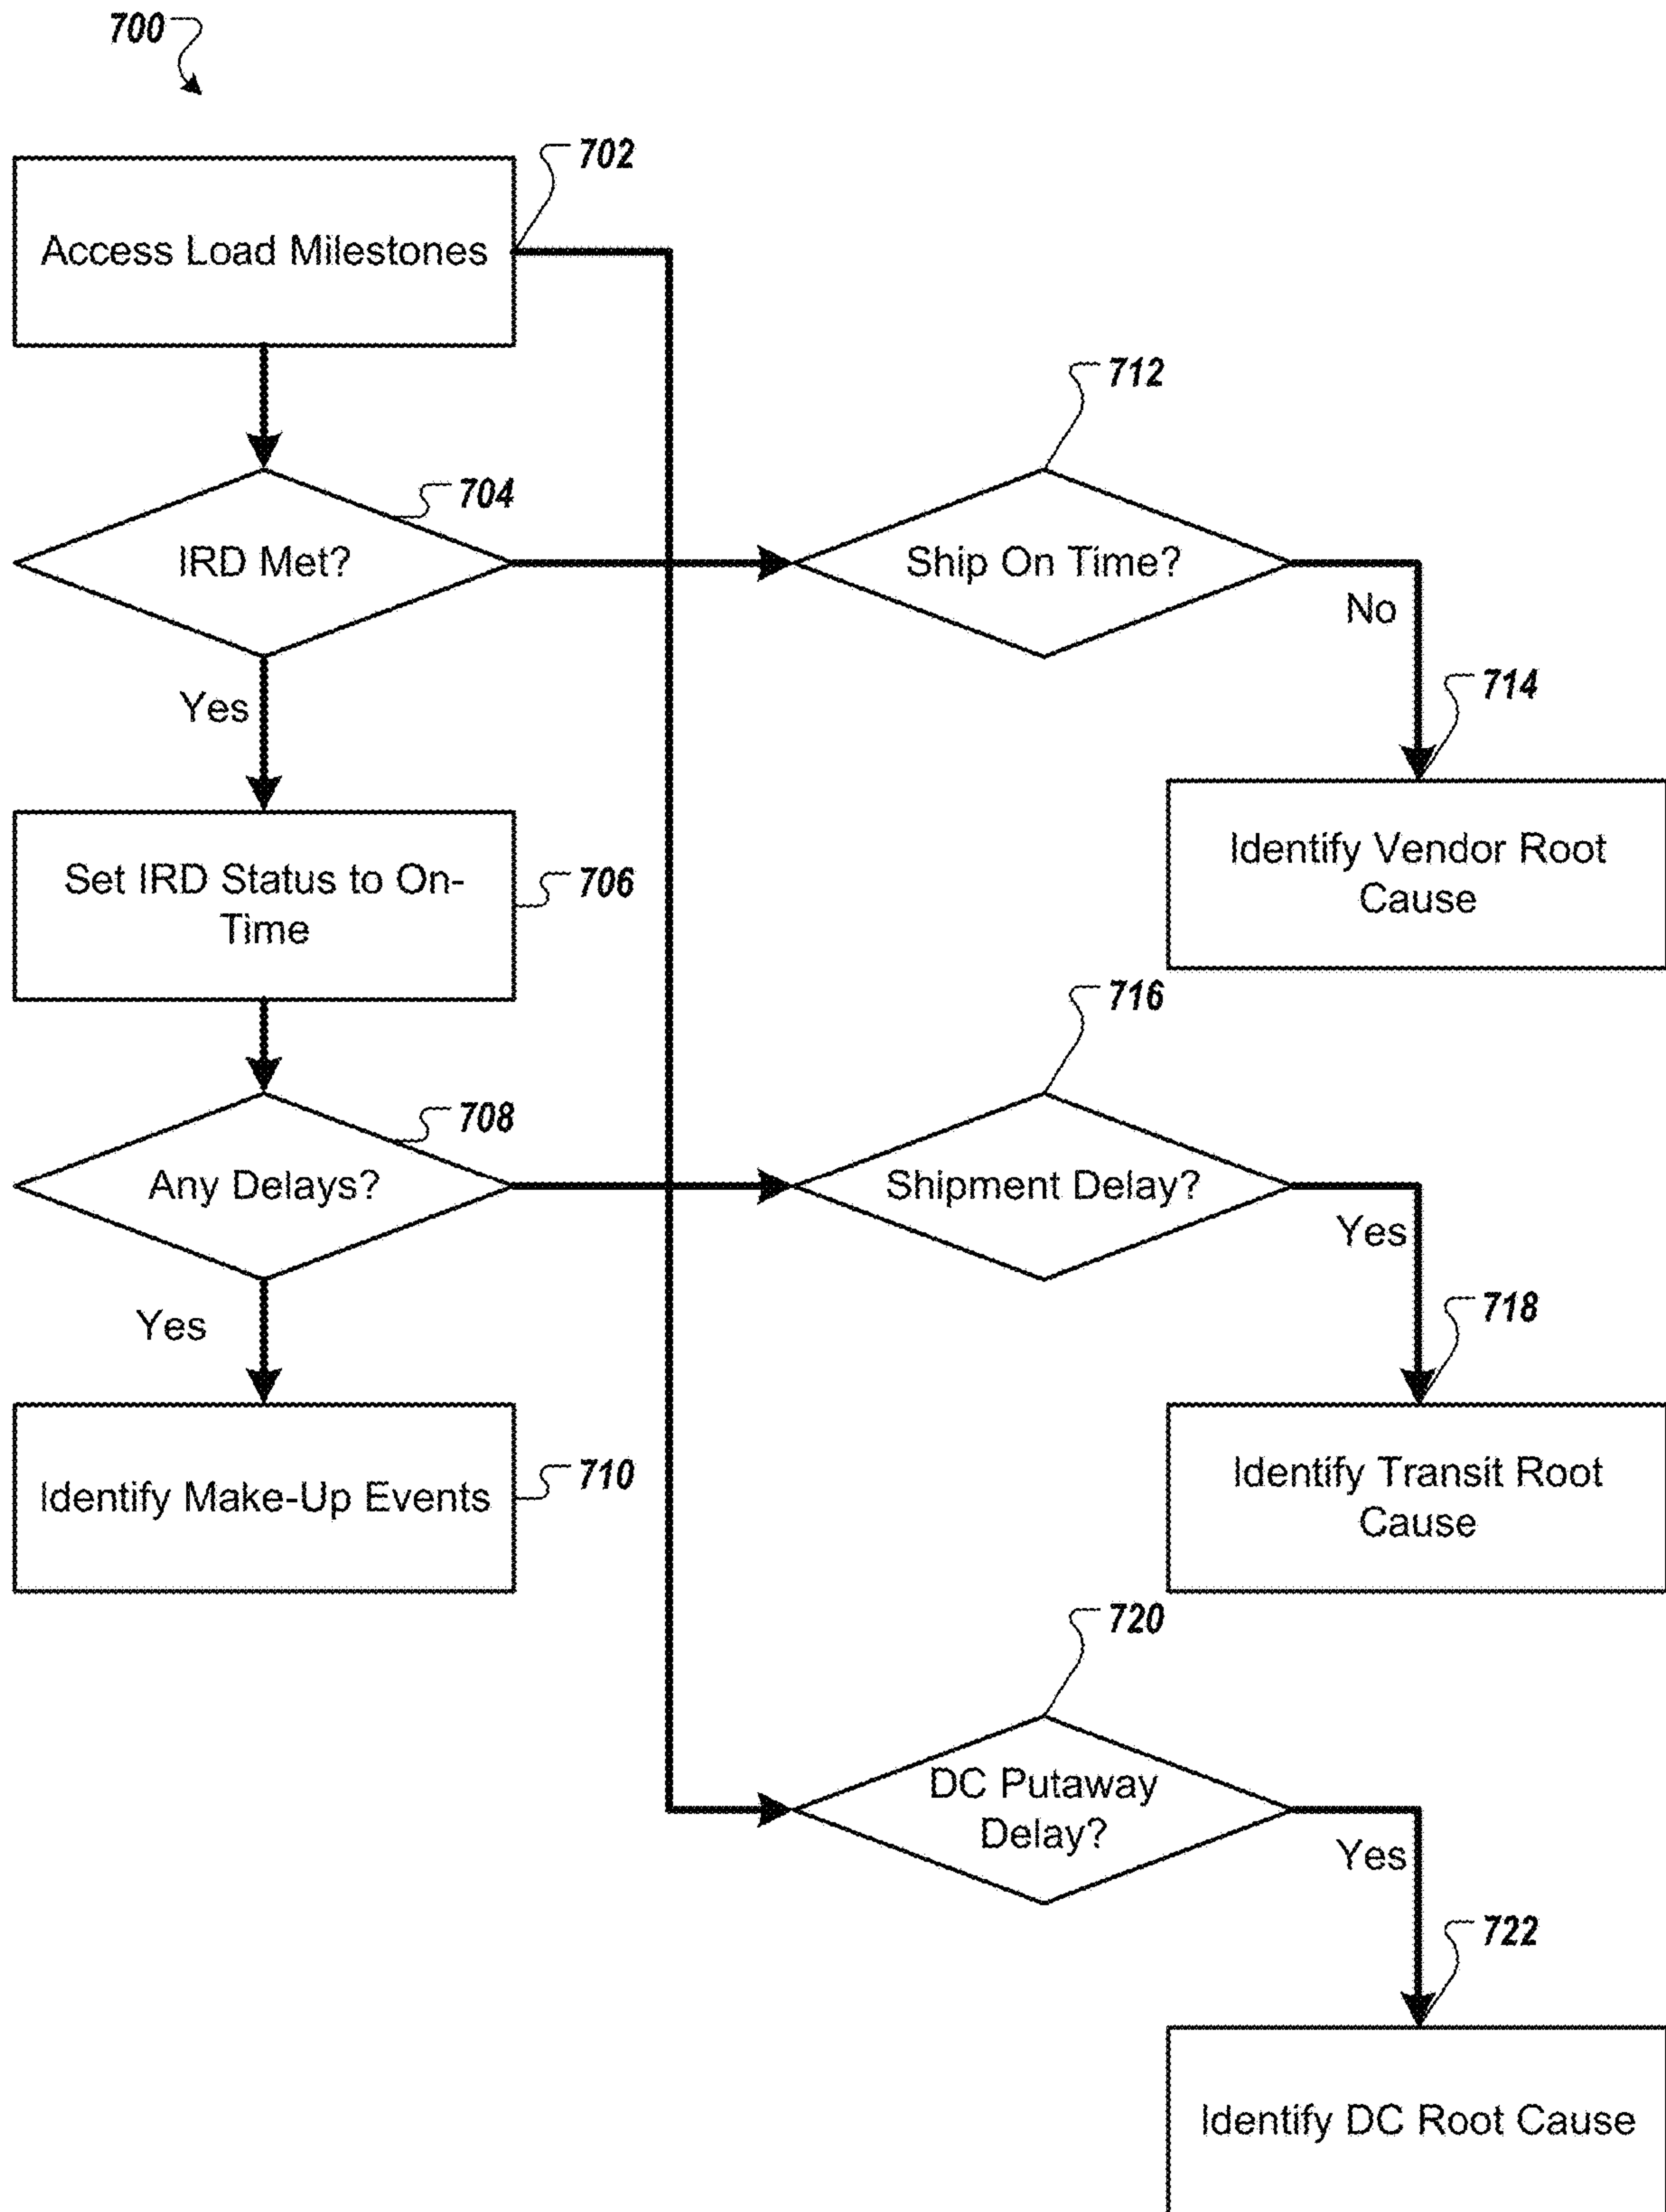 700
702
Access Load Milestones
712
704
IRD Met?
Ship On Time?
No
Yes
714
Identify Vendor Root
Cause
Set IRD Status to On-
Time
706
716
708
Any Delays?
Shipment Delay?
Yes
Yes
718
Identify Make-Up Events
710
Identify Transit Root
Cause
720
DC Putaway
Delay?
Yes
722
Identify DC Root Cause